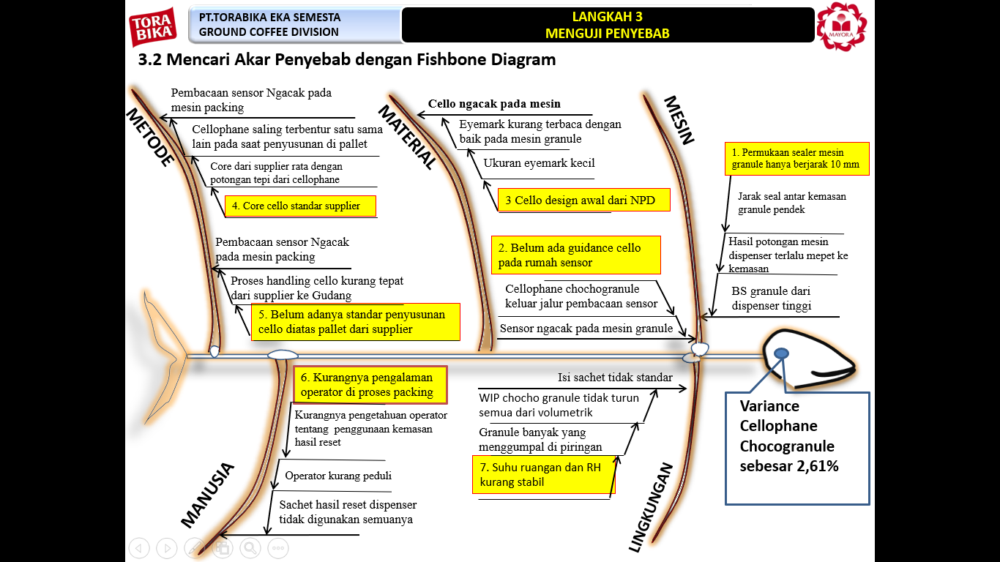 TORA
BIKA
PT.TORABIKA EKA SEMESTA
GROUND COFFEE DIVISION
LANGKAH 3
MENGUJI PENYEBAB
MAYORA
3.2 Mencari Akar Penyebab dengan Fishbone Diagram
METODE
Pembacaan sensor Ngacak pada
mesin packing
Cellophane saling terbentur satu sama
lain pada saat penyusunan di pallet
Core dari supplier rata dengan
potongan tepi dari cellophane
4. Core cello standar supplier
Pembacaan sensor Ngacak
pada mesin packing
Proses handling cello kurang tepat
dari supplier ke Gudang
5. Belum adanya standar penyusunan
cello diatas pallet dari supplier
MATERIAL
Cello ngacak pada mesin
Eyemark kurang terbaca dengan
baik pada mesin granule
Ukuran eyemark kecil
3 Cello design awal dari NPD
MESIN
1. Permukaan sealer mesin
granule hanya berjarak 10 mm
Jarak seal antar kemasan
granule pendek
Hasil potongan mesin
dispenser terlalu mepet ke
kemasan
BS granule dari
dispenser tinggi
2. Belum ada guidance cello
pada rumah sensor
Cellophane chochogranule
keluar jalur pembacaan sensor
Sensor ngacak pada mesin granule
MANUSIA
6. Kurangnya pengalaman
operator di proses packing
Kurangnya pengetahuan operator
tentang penggunaan kemasan
hasil reset
Operator kurang peduli
Sachet hasil reset dispenser
tidak digunakan semuanya
LINGKUNGAN
Isi sachet tidak standar
WIP chocho granule tidak turun
semua dari volumetrik
Granule banyak yang
menggumpal di piringan
7. Suhu ruangan dan RH
kurang stabil
Variance
Cellophane
Chocogranule
sebesar 2,61%